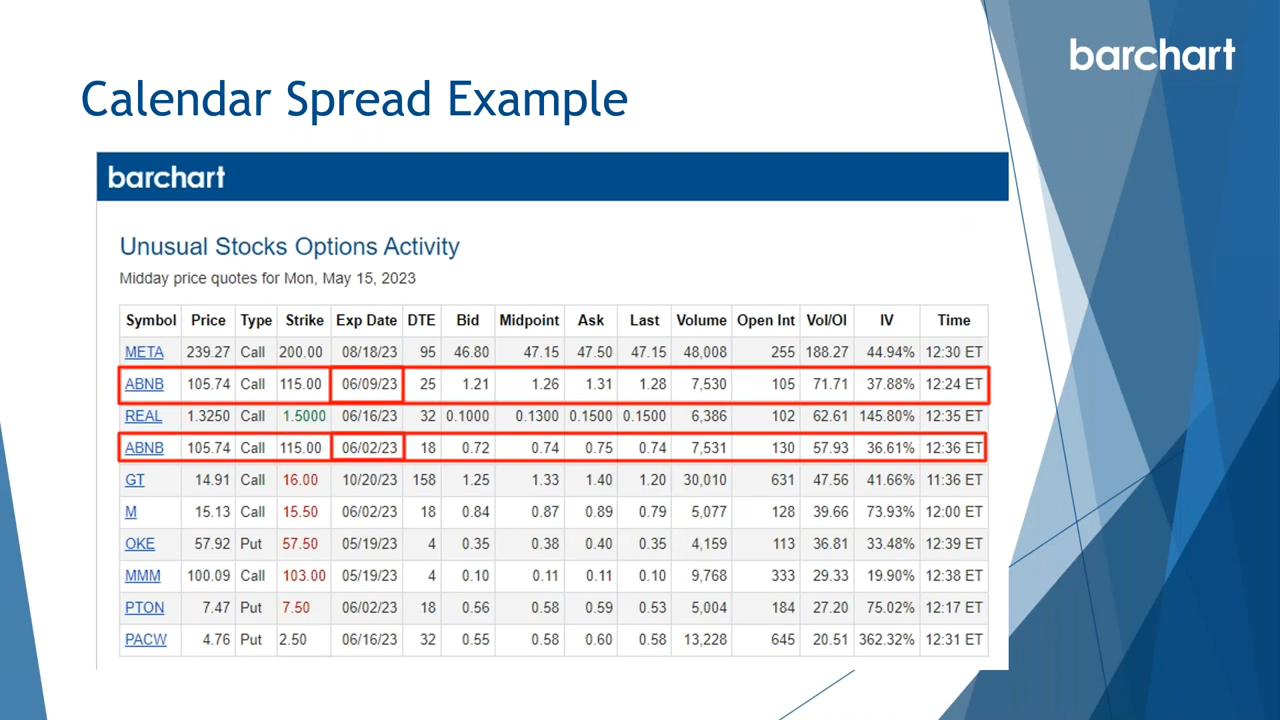 barchart
Calendar Spread Example
barchart
Unusual Stocks Options Activity
Midday price quotes for Mon, May 15, 2023
Symbol Price Type Strike Exp Date DTE Bid Midpoint Ask Last Volume Open Int Vol/OI IV Time
META 239.27 Call 200.00 08/18/23 95 46.80 47.15 47.50 47.15 48,008 255 188.27 44.94% 12:30 ET
ABNB 105.74 Call 115.00 06/09/23 25 1.21 1.26 1.31 1.28 7,530 105 71.71 37.88% 12:24 ET
REAL 1.3250 Call 1.5000 06/16/23 32 0.1000 0.1300 0.1500 0.1500 6,386 102 62.61 145.80% 12:35 ET
ABNB 105.74 Call 115.00 06/02/23 18 0.72 0.74 0.75 0.74 7,531 130 57.93 36.61% 12:36 ET
GT 14.91 Call 16.00 10/20/23 158 1.25 1.33 1.40 1.20 30,010 631 47.56 41.66% 11:36 ET
M 15.13 Call 15.50 06/02/23 18 0.84 0.87 0.89 0.79 5,077 128 39.66 73.93% 12:00 ET
OKE 57.92 Put 57.50 05/19/23 4 0.35 0.38 0.40 0.35 4,159 113 36.81 33.48% 12:39 ET
MMM 100.09 Call 103.00 05/19/23 4 0.10 0.11 0.11 0.10 9,768 333 29.33 19.90% 12:38 ET
PTON 7.47 Put 7.50 06/02/23 18 0.56 0.58 0.59 0.53 5,004 184 27.20 75.02% 12:17 ET
PACW 4.76 Put 2.50 06/16/23 32 0.55 0.58 0.60 0.58 13,228 645 20.51 362.32% 12:31 ET